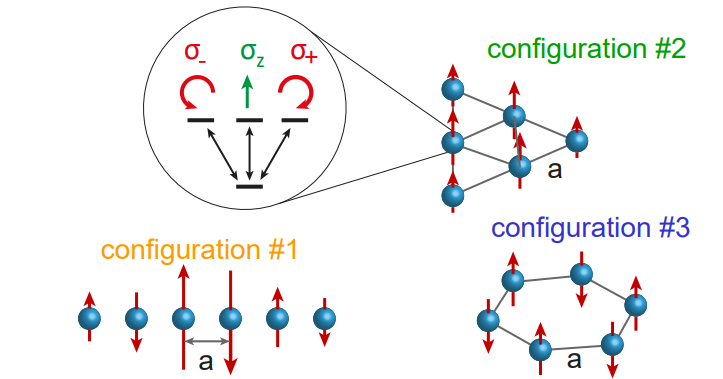 σ- σz σ+
configuration #2
a
configuration #3
configuration #1
a
a